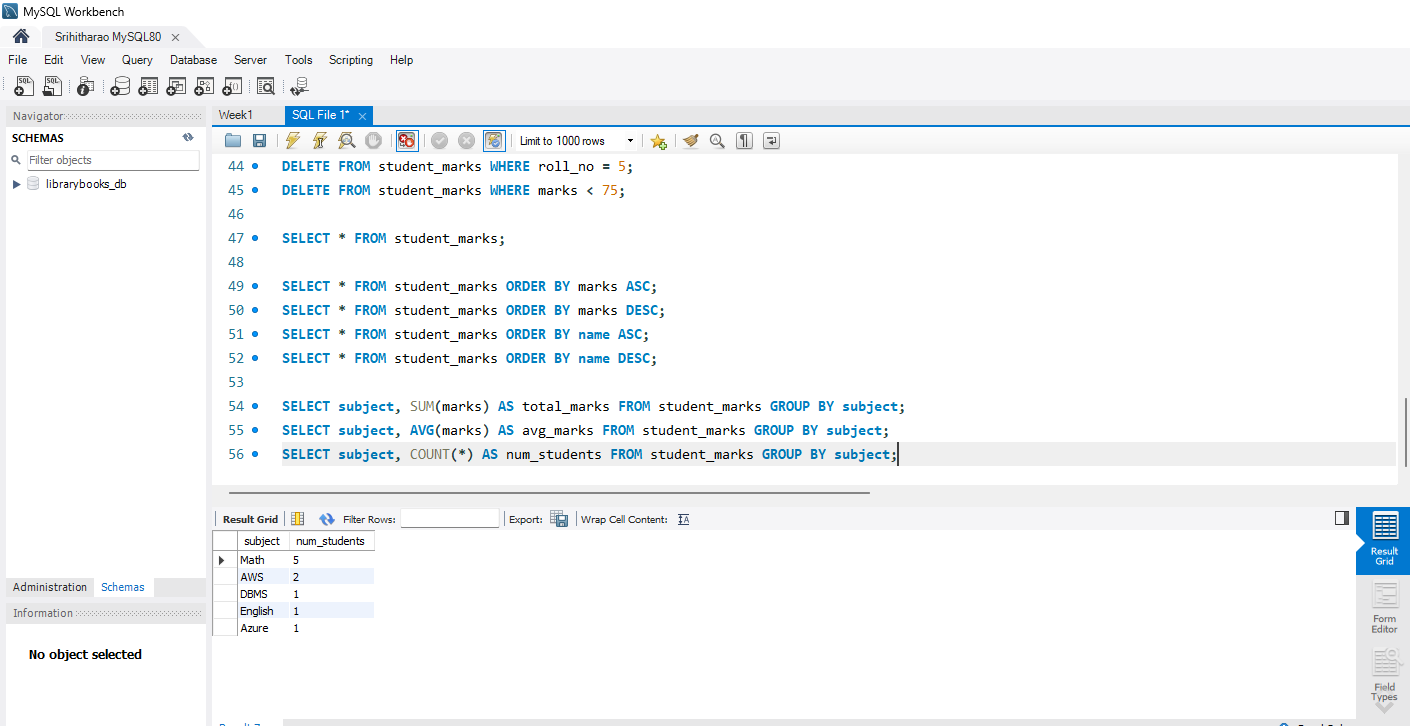 MySQL Workbench
Srihitharao MySQL80
File Edit View Query Database Server Tools Scripting Help
Navigator
SCHEMAS
Filter objects
librarybooks_db
Week1 SQL File 1*
Limit to 1000 rows
44 DELETE FROM student_marks WHERE roll_no = 5;
45 DELETE FROM student_marks WHERE marks < 75;
46
47 SELECT * FROM student_marks;
48
49 SELECT * FROM student_marks ORDER BY marks ASC;
50 SELECT * FROM student_marks ORDER BY marks DESC;
51 SELECT * FROM student_marks ORDER BY name ASC;
52 SELECT * FROM student_marks ORDER BY name DESC;
53
54 SELECT subject, SUM(marks) AS total_marks FROM student_marks GROUP BY subject;
55 SELECT subject, AVG(marks) AS avg_marks FROM student_marks GROUP BY subject;
56 SELECT subject, COUNT(*) AS num_students FROM student_marks GROUP BY subject;
Result Grid Filter Rows: Export: Wrap Cell Content:
subject num_students
Math 5
AWS 2
DBMS 1
English 1
Azure 1
Result
Grid
Form
Editor
Field
Types
Administration Schemas
Information
No object selected